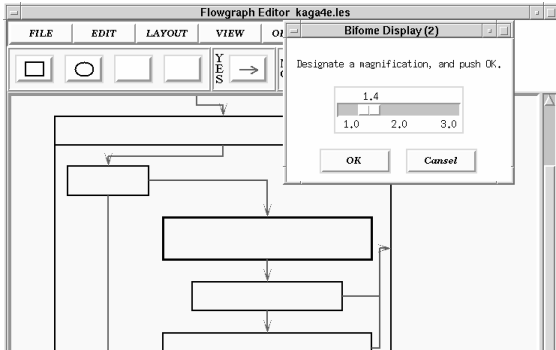 Flowgraph Editor kaga4e.les
FILE EDIT LAYOUT VIEW
YES
Bifome Display (2)
Designate a magnification, and push OK.
1.4
1.0 2.0 3.0
OK Cansel